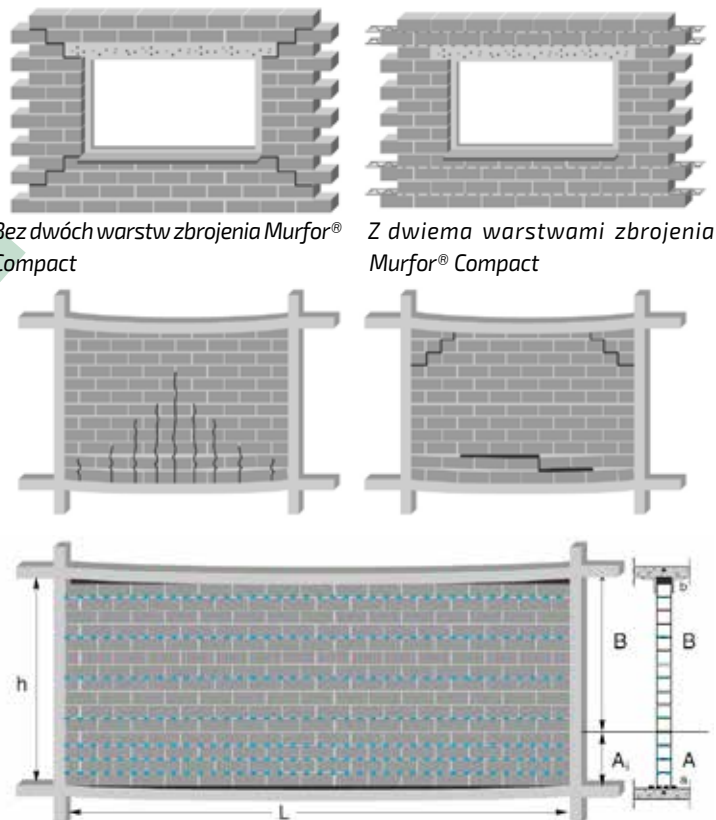 Bez dwóch warstw zbrojenia Murfor®
Compact
Z dwiema warstwami zbrojenia
Murfor® Compact
h
L
B
A
b
B
A
a